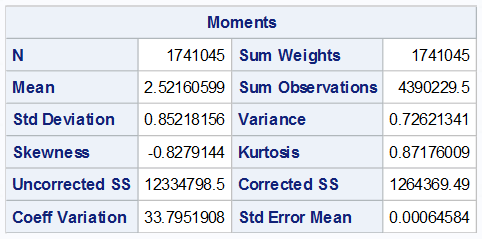 Moments
N 1741045 Sum Weights 1741045
Mean 2.52160599 Sum Observations 4390229.5
Std Deviation 0.85218156 Variance 0.72621341
Skewness -0.8279144 Kurtosis 0.87176009
Uncorrected SS 12334798.5 Corrected SS 1264369.49
Coeff Variation 33.7951908 Std Error Mean 0.00064584